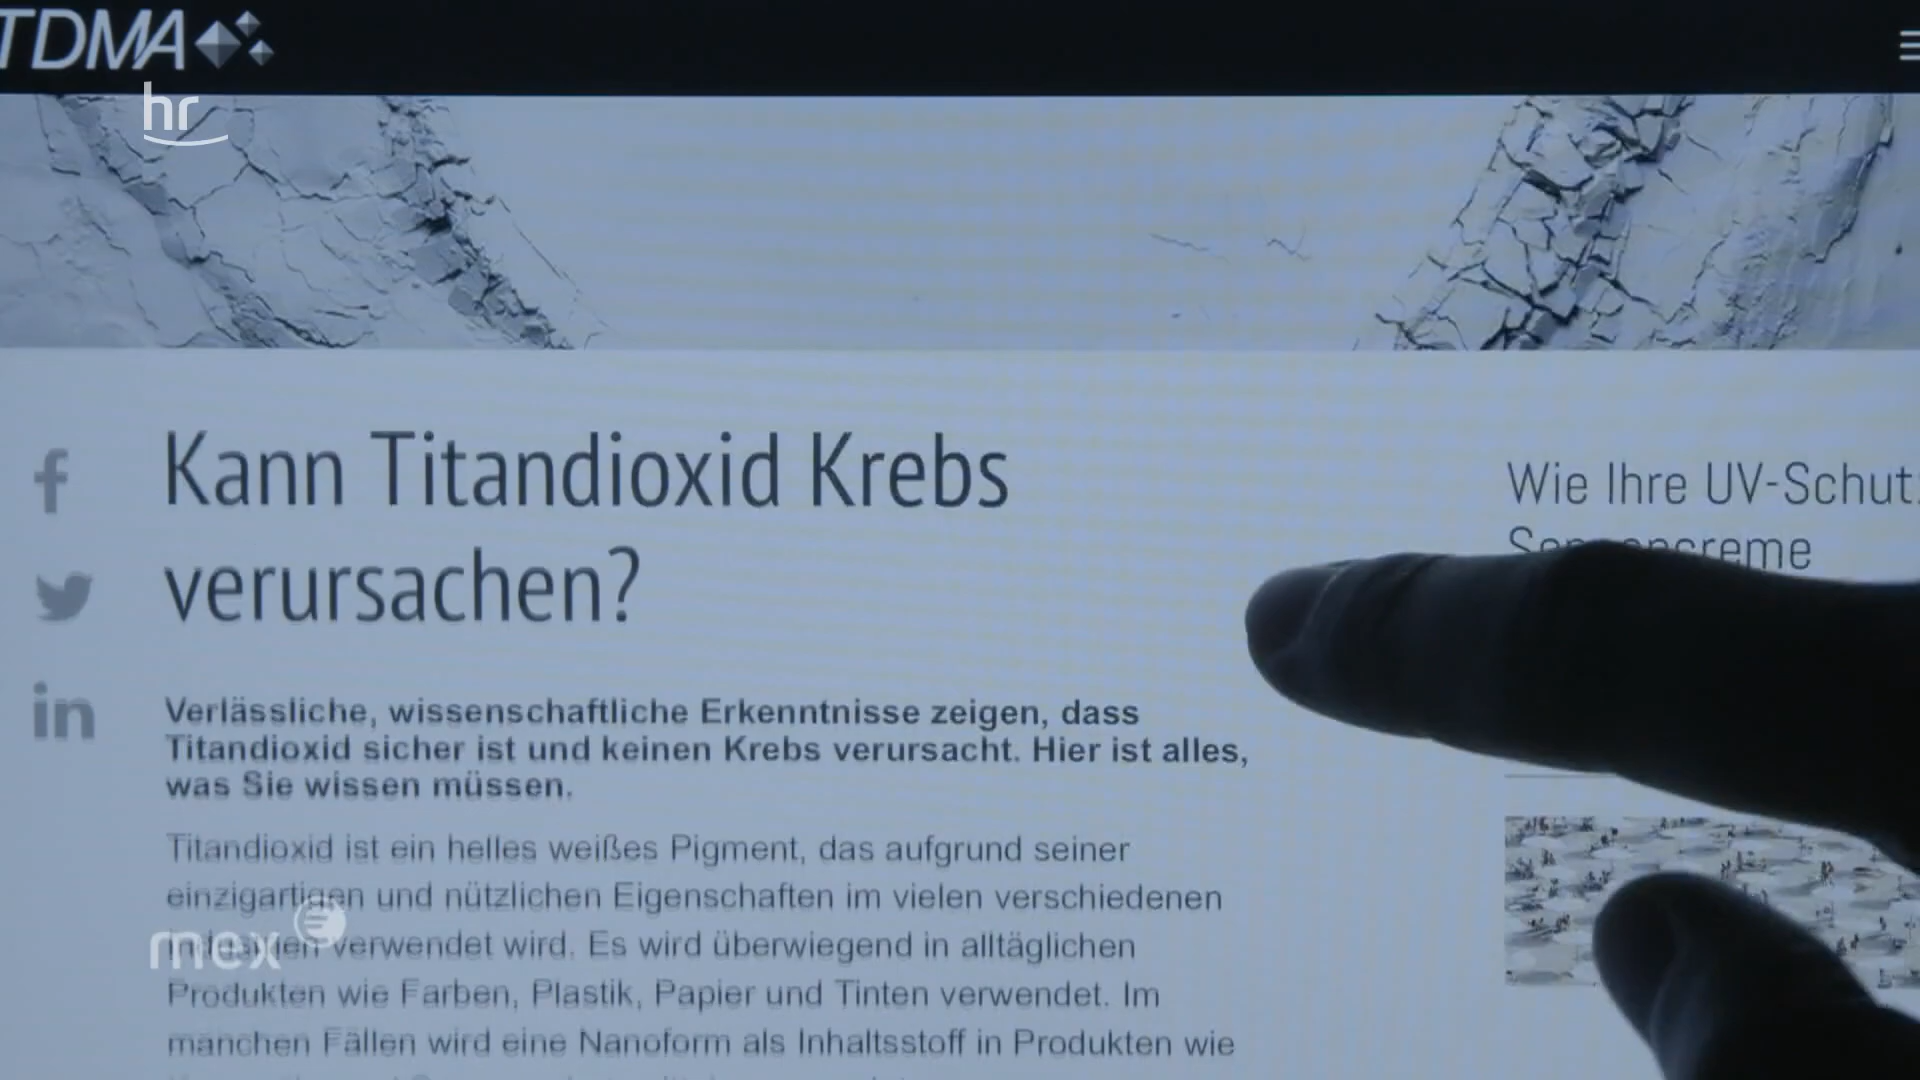 TDMA
hr
Kann Titandioxid Krebs
verursachen?
Wie Ihre UV-Schut
creme
in
Verlässliche, wissenschaftliche Erkenntnisse zeigen, dass
Titandioxid sicher ist und keinen Krebs verursacht. Hier ist alles,
was Sie wissen müssen.
Titandioxid ist ein helles weißes Pigment, das aufgrund seiner
einzigartigen und nützlichen Eigenschaften im vielen verschiedenen
verwendet wird. Es wird überwiegend in alltäglichen
mex
Produkten wie Farben, Plastik, Papier und Tinten verwendet. Im
manchen Fällen wird eine Nanoform als Inhaltsstoff in Produkten wie